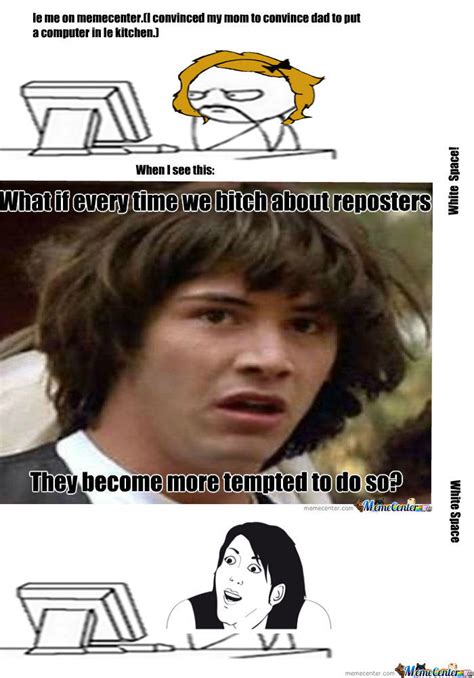 le me on memecenter.(I convinced my mom to convince dad to put
a computer in le kitchen.)
When I see this:
White Space!
What if every time we bitch about reposters
They become more tempted to do so?
memecenter.com MemeCenter
White Space
memecenter.com MemeCenter